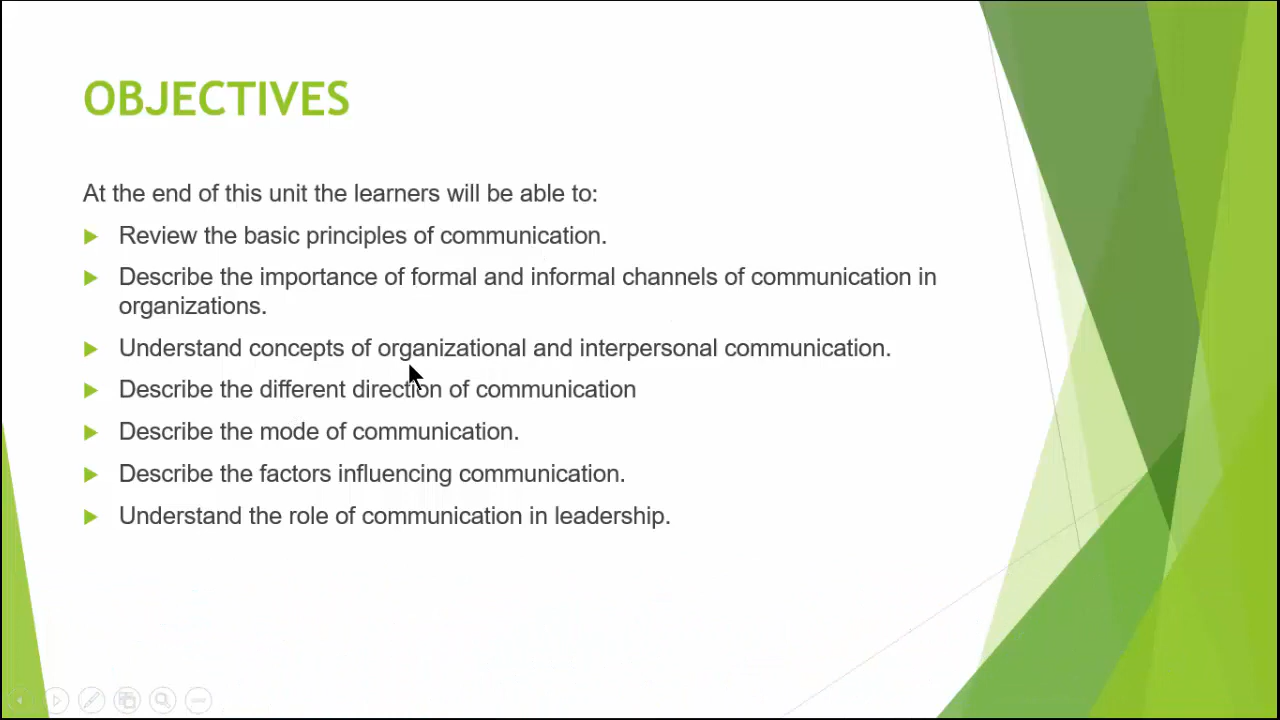 OBJECTIVES
At the end of this unit the learners will be able to:
Review the basic principles of communication.
Describe the importance of formal and informal channels of communication in
organizations.
Understand concepts of organizational and interpersonal communication.
Describe the different direction of communication
Describe the mode of communication.
Describe the factors influencing communication.
Understand the role of communication in leadership.